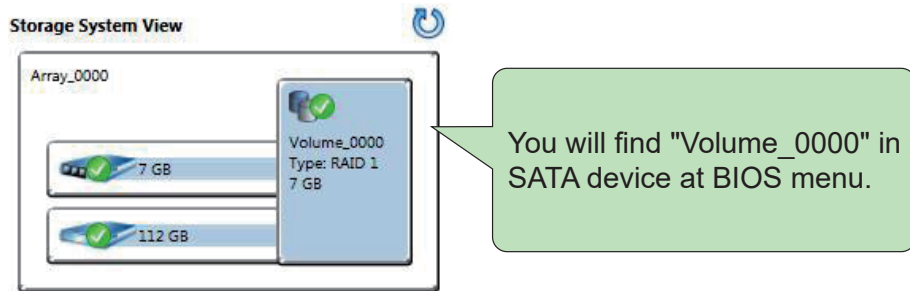 Storage System View
Array_0000
Volume_0000
Type: RAID 1
7 GB
7 GB
112 GB
You will find "Volume_0000" in
SATA device at BIOS menu.